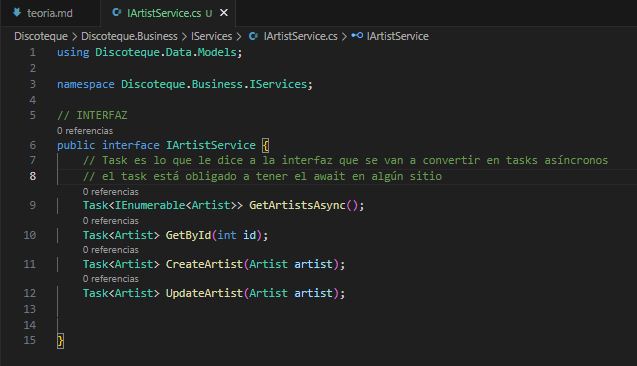 teoria.md
IArtistService.cs U
Discoteque > Discoteque.Business > IServices > IArtistService.cs > IArtistService
1 using Discoteque.Data.Models;
2
3 namespace Discoteque.Business.IServices;
4
5 // INTERFAZ
0 referencias
6 public interface IArtistService {
7 // Task es lo que le dice a la interfaz que se van a convertir en tasks asíncronos
8 // el task está obligado a tener el await en algún sitio
0 referencias
9 Task<IEnumerable<Artist>> GetArtistsAsync();
0 referencias
10 Task<Artist> GetById(int id);
0 referencias
11 Task<Artist> CreateArtist(Artist artist);
0 referencias
12 Task<Artist> UpdateArtist(Artist artist);
13
14
15 }